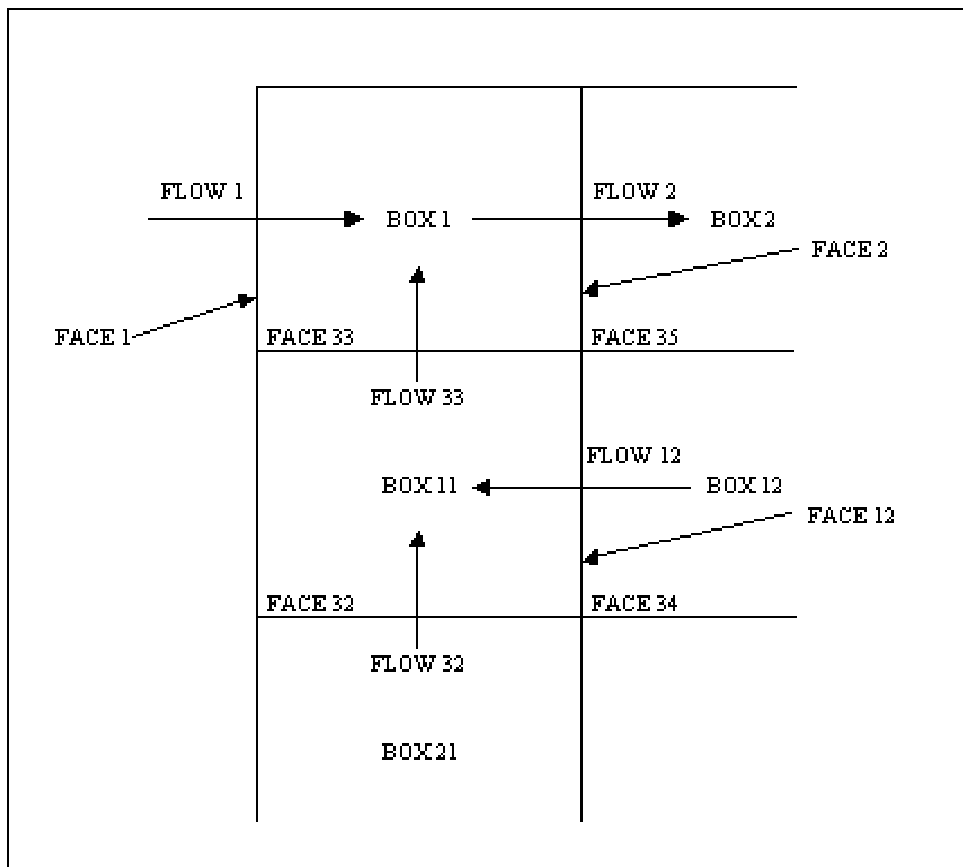 FLOW 1
FLOW 2
BOX 1
BOX 2
FACE 2
FACE 1
FACE 33
FACE 35
FLOW 33
FLOW 12
BOX 11
BOX 12
FACE 12
FACE 32
FACE 34
FLOW 32
BOX 21